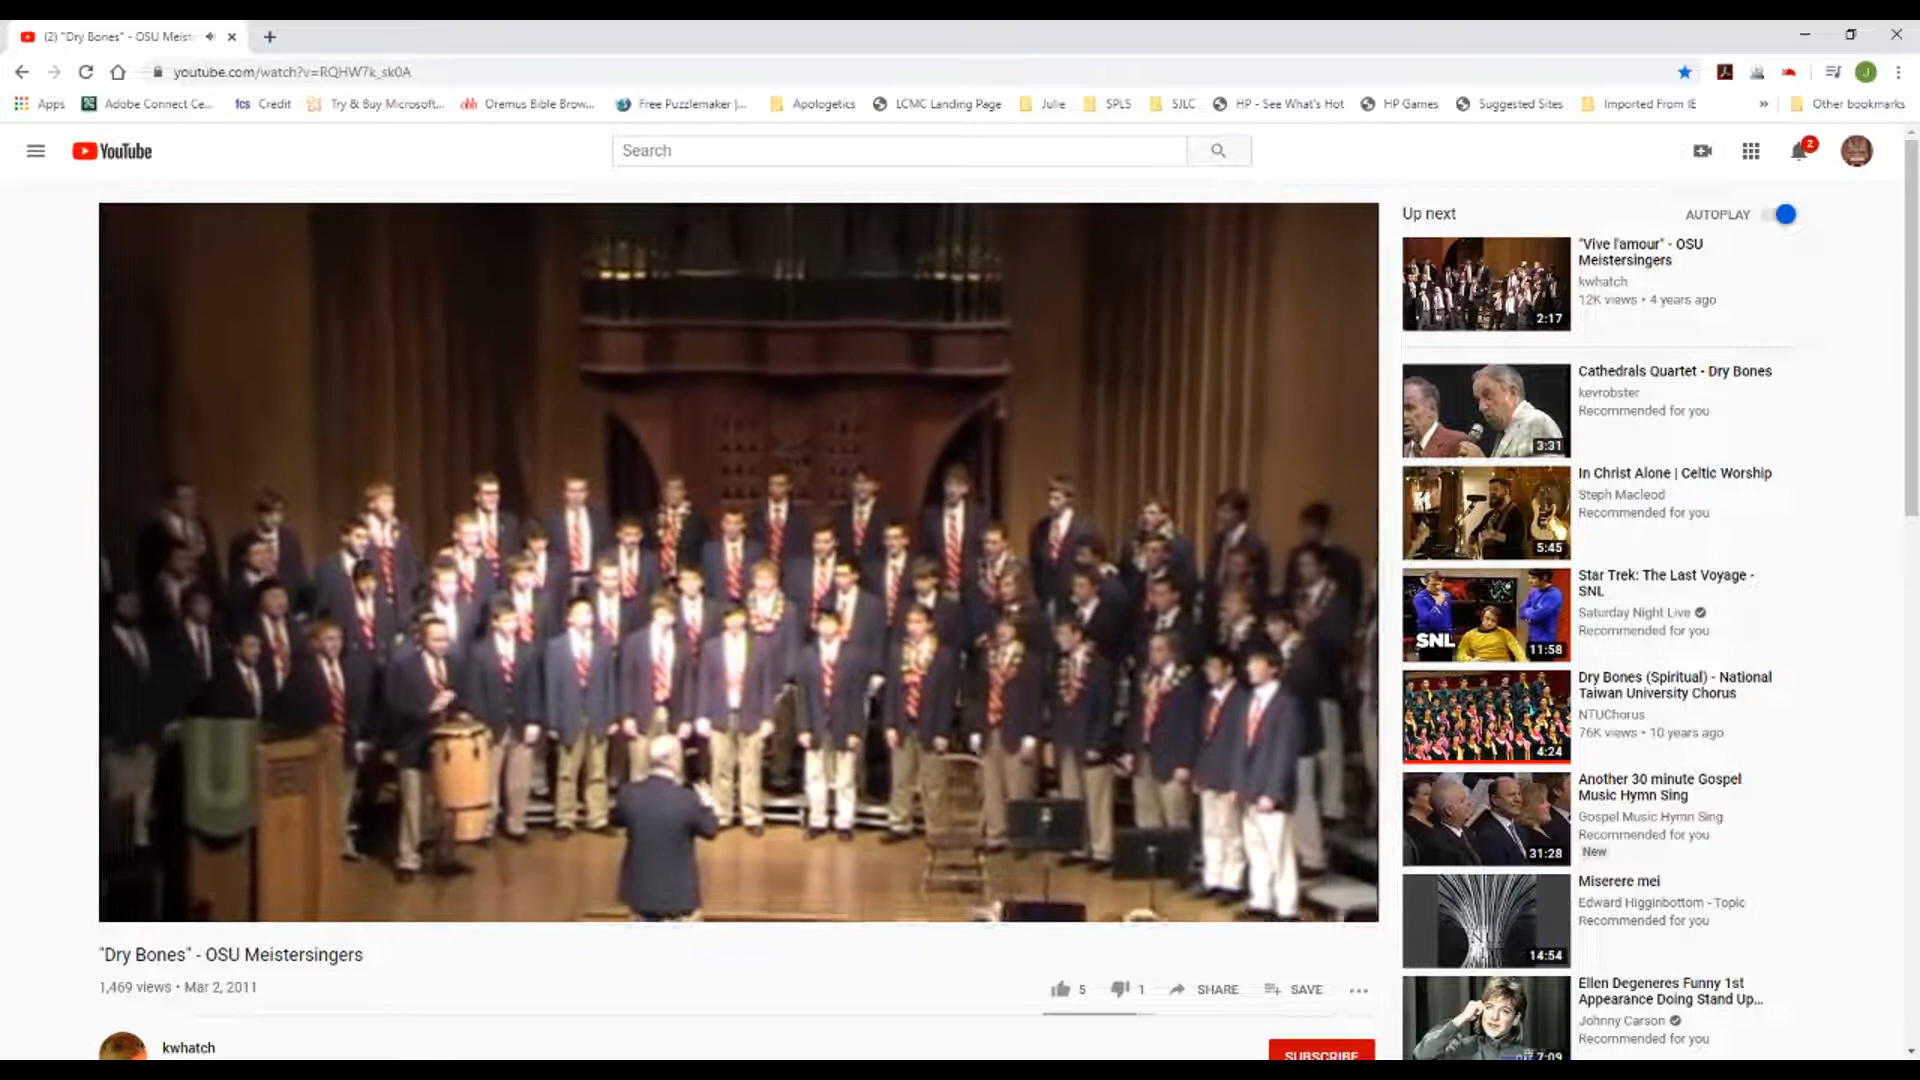 (2) "Dry Bones" - OSU Meist
youtube.com/watch?v=RQHW7k_sk0A
J
Apps
Adobe Connect Ce...
fcs Credit
Try & Buy Microsoft...
Oremus Bible Brow...
Free Puzzlemaker |...
Apologetics
LCMC Landing Page
Julie
SPLS
SJLC
HP - See What's Hot
HP Games
Suggested Sites
Imported From IE
»
Other bookmarks
YouTube
Search
2
Up next
AUTOPLAY
"Vive l'amour" - OSU
Meistersingers
kwhatch
12K views • 4 years ago
2:17
Cathedrals Quartet - Dry Bones
kevrobster
Recommended for you
3:31
In Christ Alone | Celtic Worship
Steph Macleod
Recommended for you
5:45
Star Trek: The Last Voyage -
SNL
Saturday Night Live
Recommended for you
SNL
11:58
Dry Bones (Spiritual) - National
Taiwan University Chorus
NTUChorus
76K views • 10 years ago
4:24
Another 30 minute Gospel
Music Hymn Sing
Gospel Music Hymn Sing
Recommended for you
New
31:28
Miserere mei
Edward Higginbottom - Topic
Recommended for you
14:54
Ellen Degeneres Funny 1st
Appearance Doing Stand Up...
Johnny Carson
Recommended for you
7:09
"Dry Bones" - OSU Meistersingers
1,469 views • Mar 2, 2011
5
1
SHARE
SAVE
kwhatch
SUBSCRIBE